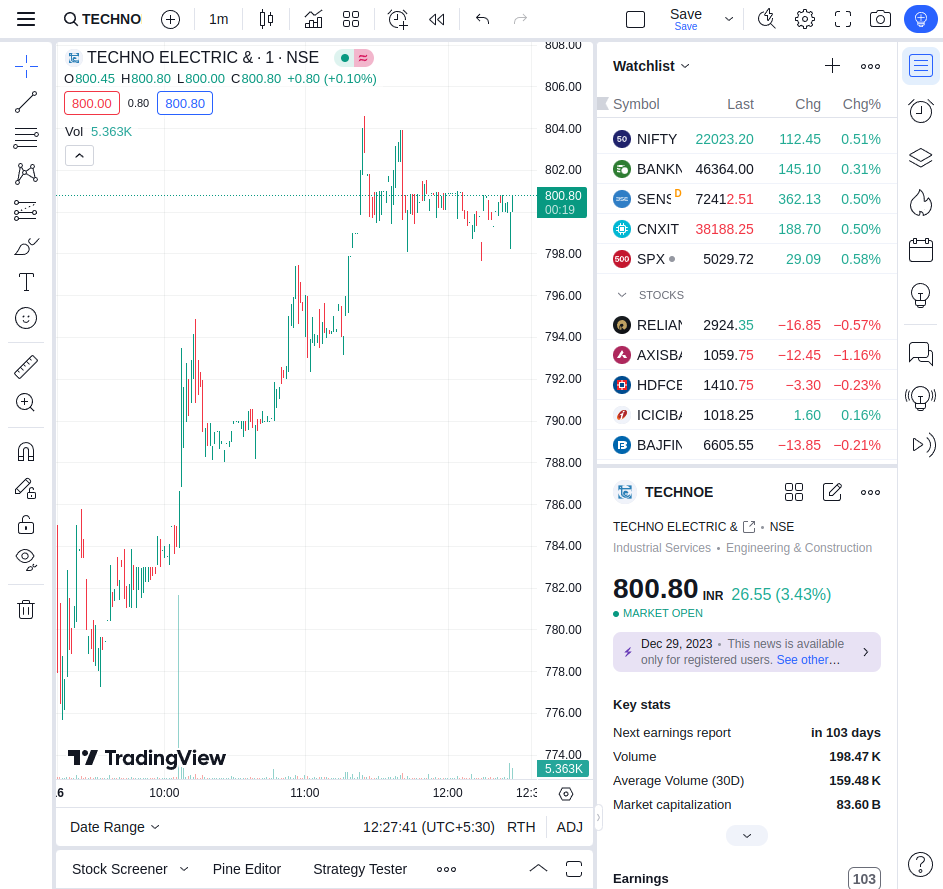 TECHNO
1m
Save
Save
TECHNO ELECTRIC & · 1 · NSE
O800.45 H800.80 L800.00 C800.80 +0.80 (+0.10%)
800.00 0.80 800.80
Vol 5.363K
808.00
806.00
804.00
802.00
800.80
00:19
798.00
796.00
794.00
792.00
790.00
788.00
786.00
784.00
782.00
780.00
778.00
776.00
774.00
5.363K
TradingView
10:00 11:00 12:00
Date Range
12:27:41 (UTC+5:30) RTH ADJ
Stock Screener Pine Editor Strategy Tester
Watchlist
Symbol Last Chg Chg%
50 NIFTY 22023.20 112.45 0.51%
BANKN 46364.00 145.10 0.31%
SENS D 72412.51 362.13 0.50%
CNXIT 38188.25 188.70 0.50%
500 SPX 5029.72 29.09 0.58%
STOCKS
RELIAN 2924.35 −16.85 −0.57%
AXISBA 1059.75 −12.45 −1.16%
HDFCE 1410.75 −3.30 −0.23%
ICICIBA 1018.25 1.60 0.16%
BAJFIN 6605.55 −13.85 −0.21%
TECHNOE
TECHNO ELECTRIC & • NSE
Industrial Services • Engineering & Construction
800.80 INR 26.55 (3.43%)
MARKET OPEN
Dec 29, 2023 • This news is available
only for registered users. See other…
Key stats
Next earnings report in 103 days
Volume 198.47 K
Average Volume (30D) 159.48 K
Market capitalization 83.60 B
Earnings 103